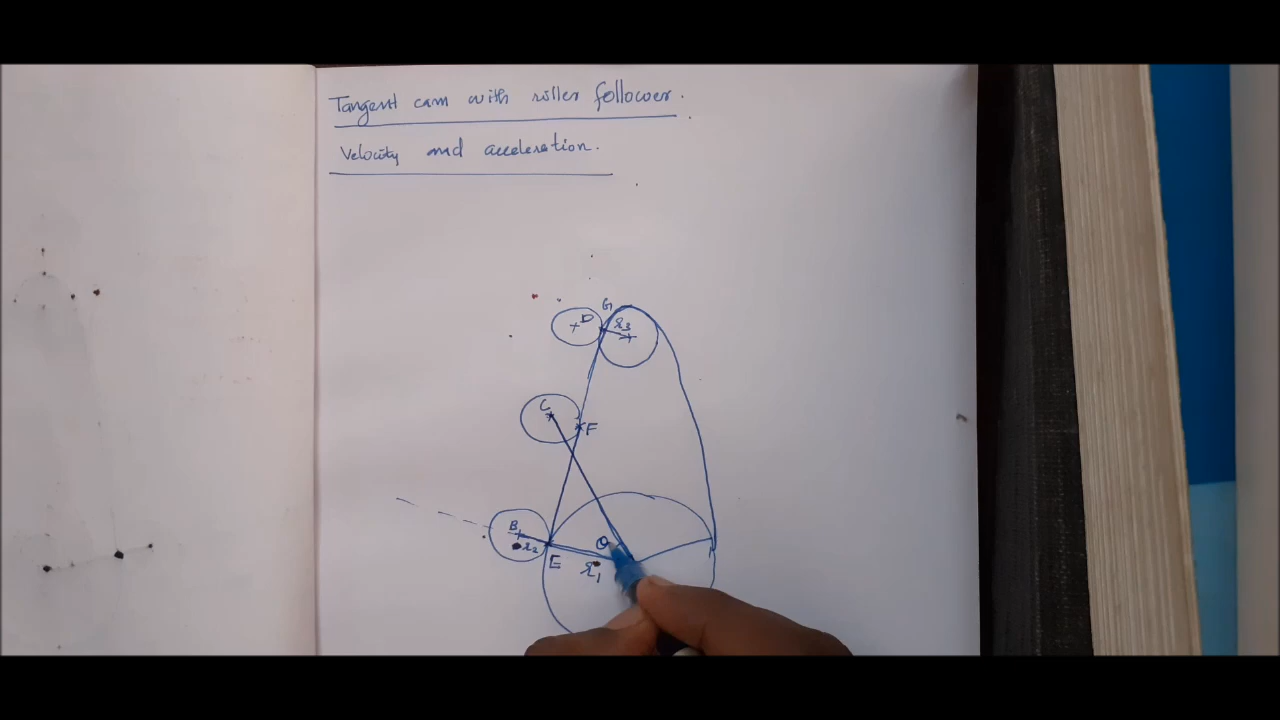 Tangent cam with roller follower.
Velocity and acceleration.
G
D
r3
C
F
B
r2
θ
E
r1